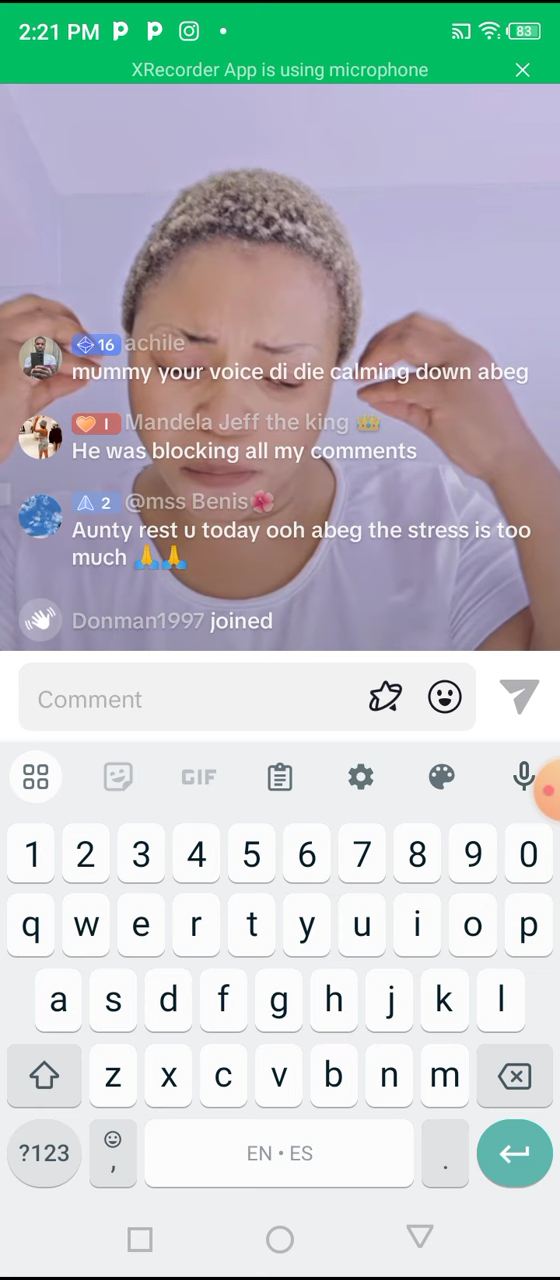 2:21 PM
83
XRecorder App is using microphone
16 achile
mummy your voice di die calming down abeg
I Mandela Jeff the king 👑
He was blocking all my comments
2 @mss Benis🌺
Aunty rest u today ooh abeg the stress is too
much 🙏🙏
Donman1997 joined
Comment
GIF
1 2 3 4 5 6 7 8 9 0
q w e r t y u i o p
a s d f g h j k l
z x c v b n m
?123 , EN • ES .